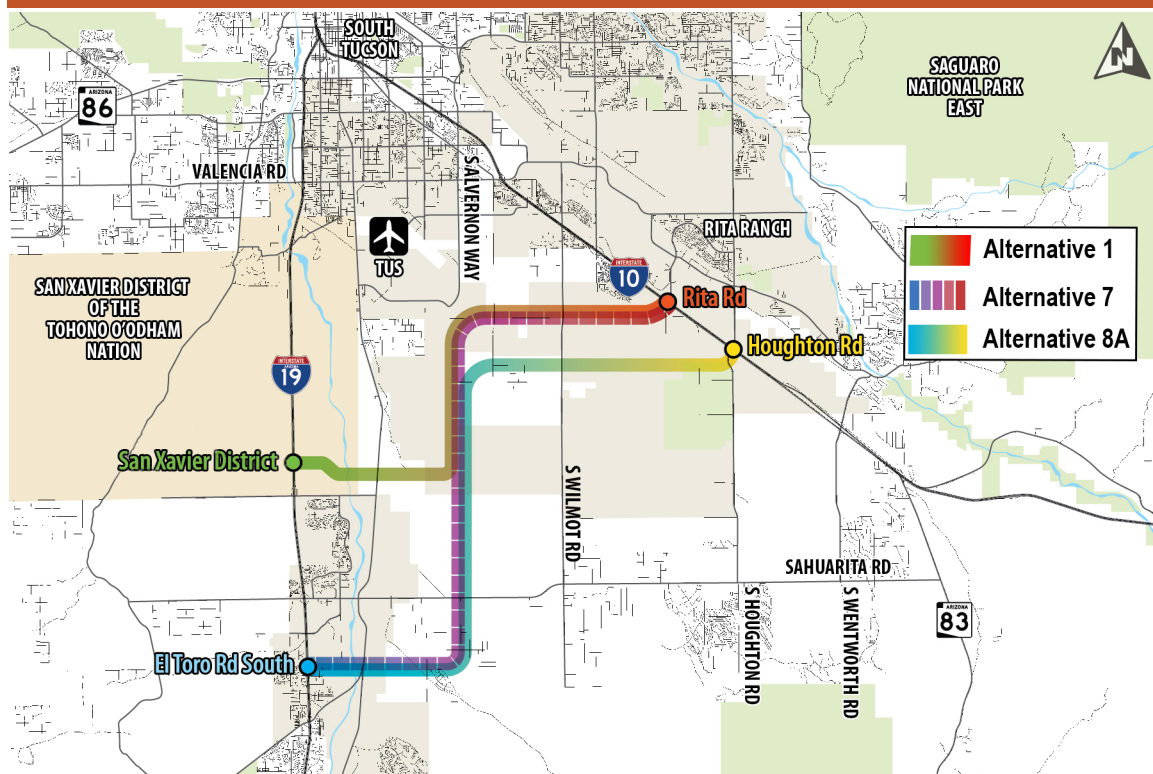 SOUTH
TUCSON
N
SAGUARO
NATIONAL PARK
EAST
ARIZONA
86
VALENCIA RD
S ALVERNON WAY
TUS
RITA RANCH
INTERSTATE
10
Alternative 1
Alternative 7
Alternative 8A
SAN XAVIER DISTRICT
OF THE
TOHONO O'ODHAM
NATION
Rita Rd
Houghton Rd
INTERSTATE
ARIZONA
19
San Xavier District
S WILMOT RD
SAHUARITA RD
S HOUGHTON RD
S WENTWORTH RD
ARIZONA
83
El Toro Rd South